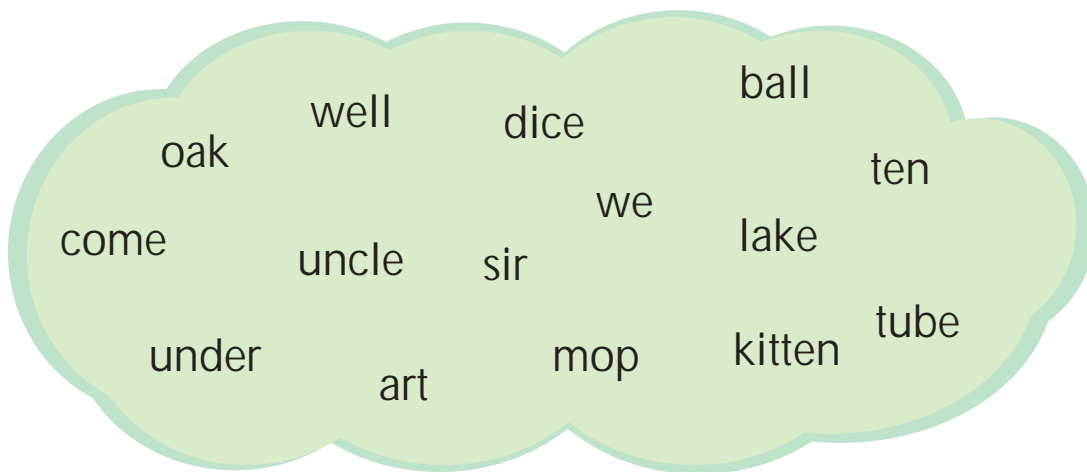 ball
well
dice
oak
ten
we
come
lake
uncle
sir
tube
under
mop
kitten
art